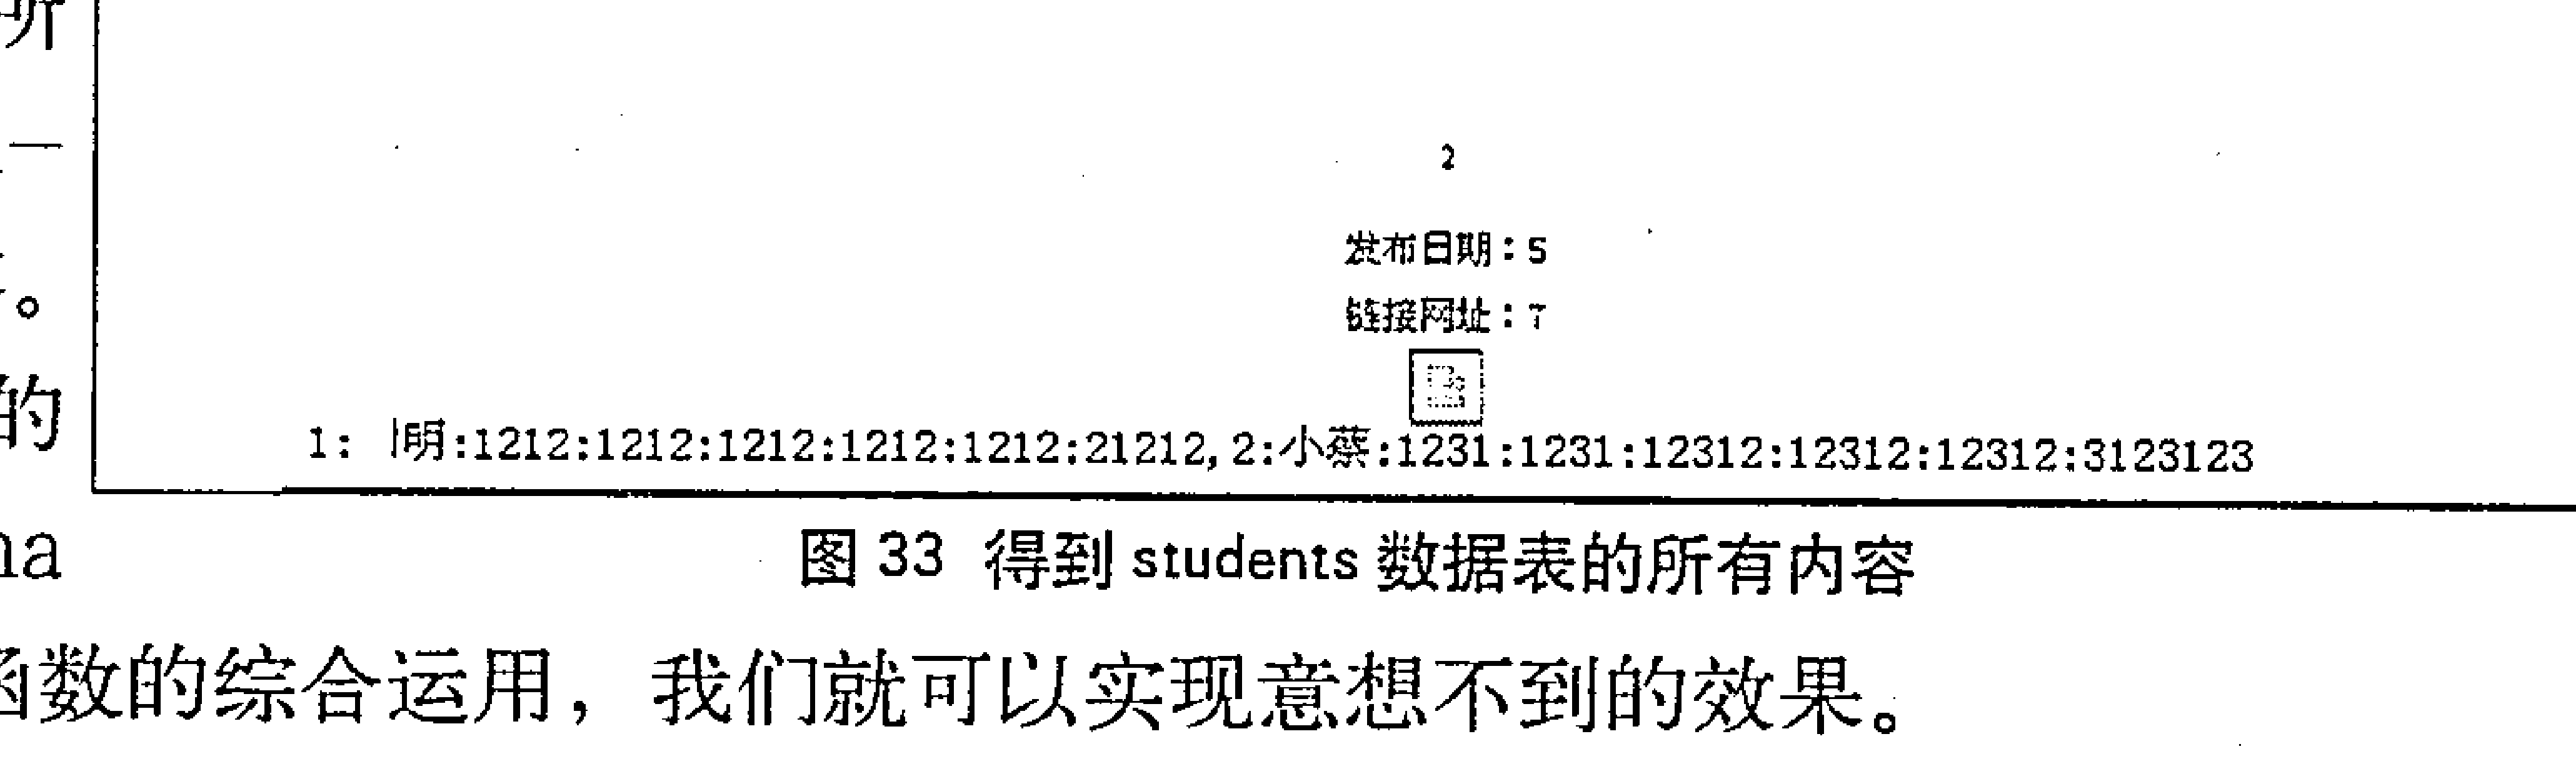 所
一
2
发布日期：5
。
链接网址：7
的
1: 明:1212:1212:1212:1212:1212:21212,2:小蔡:1231:1231:12312:12312:12312:3123123
na
图 33 得到 students 数据表的所有内容
函数的综合运用，我们就可以实现意想不到的效果。